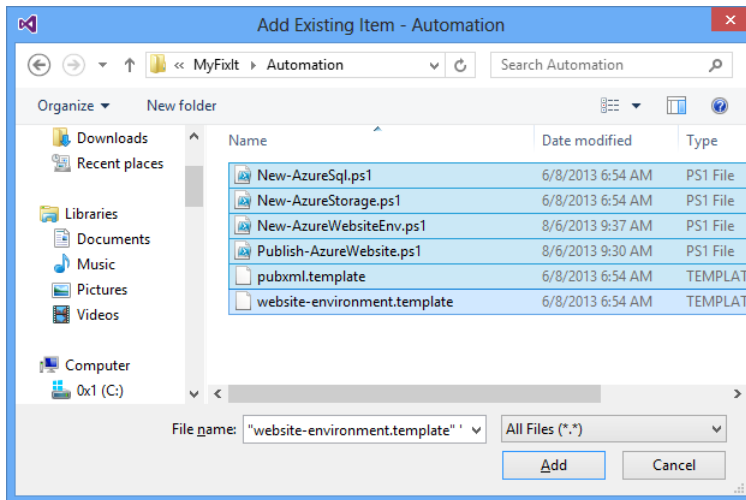 Add Existing Item - Automation
« MyFixIt Automation
Search Automation
Organize New folder
Name Date modified Type
Downloads
Recent places
Libraries
Documents
Music
Pictures
Videos
Computer
0x1 (C:)
New-AzureSql.ps1 6/8/2013 6:54 AM PS1 File
New-AzureStorage.ps1 6/8/2013 6:54 AM PS1 File
New-AzureWebsiteEnv.ps1 8/6/2013 9:37 AM PS1 File
Publish-AzureWebsite.ps1 8/6/2013 9:30 AM PS1 File
pubxml.template 6/8/2013 6:54 AM TEMPLAT
website-environment.template 6/8/2013 6:54 AM TEMPLAT
File name: "website-environment.template" ' All Files (*.*)
Add Cancel